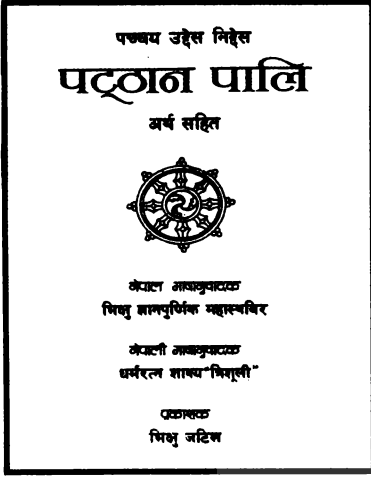 पच्चय उद्देस निद्देस
पट्ठान पालि
अर्थ सहित
नेपाल भाषानुवादक
भिक्षु ज्ञानपुर्णिक महास्थविर
नेपाली भाषानुवादक
धर्मरत्न शाक्य "त्रिशूली"
प्रकाशक
भिक्षु जटिल